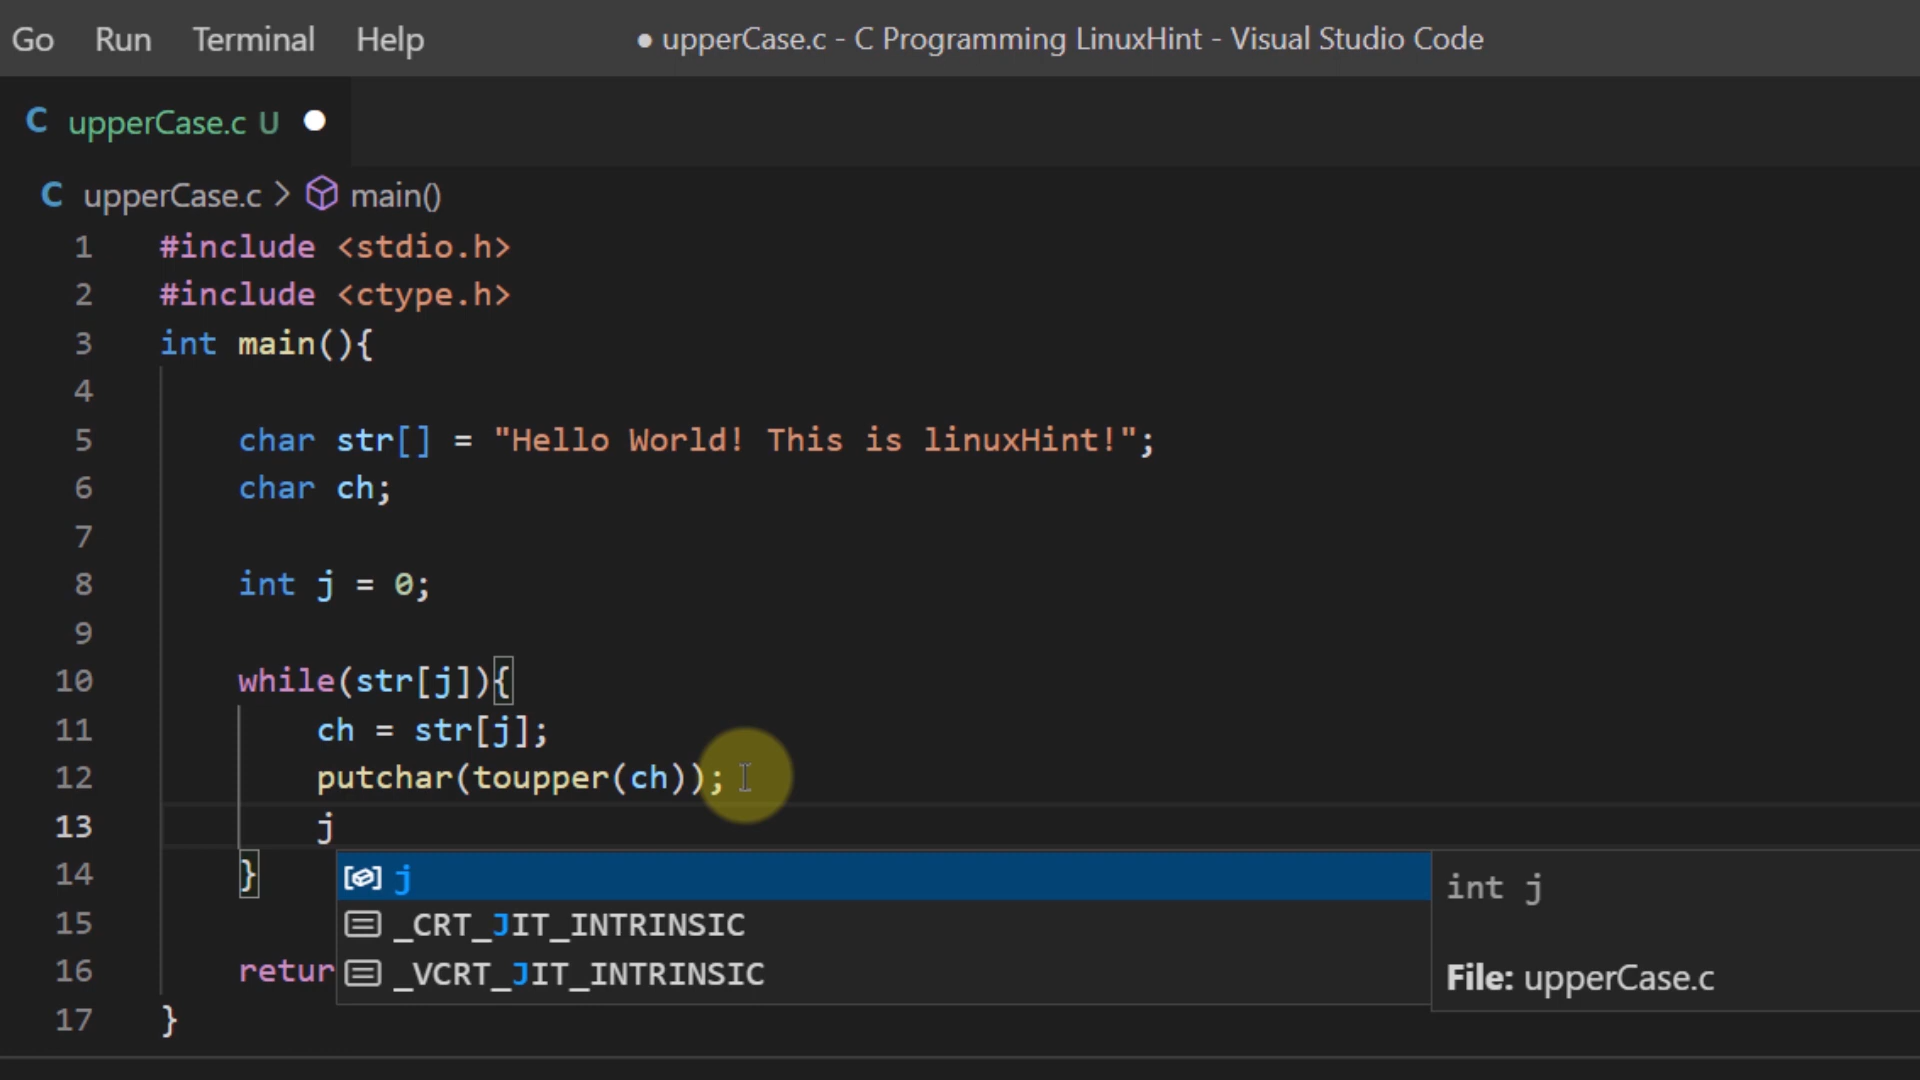 Go Run Terminal Help ● upperCase.c - C Programming LinuxHint - Visual Studio Code
C upperCase.c U ●
C upperCase.c > main()
1 #include <stdio.h>
2 #include <ctype.h>
3 int main(){
4
5 char str[] = "Hello World! This is linuxHint!";
6 char ch;
7
8 int j = 0;
9
10 while(str[j]){
11 ch = str[j];
12 putchar(toupper(ch));
13 j
14 }
j
int j
15
_CRT_JIT_INTRINSIC
16 retur
_VCRT_JIT_INTRINSIC
File: upperCase.c
17 }